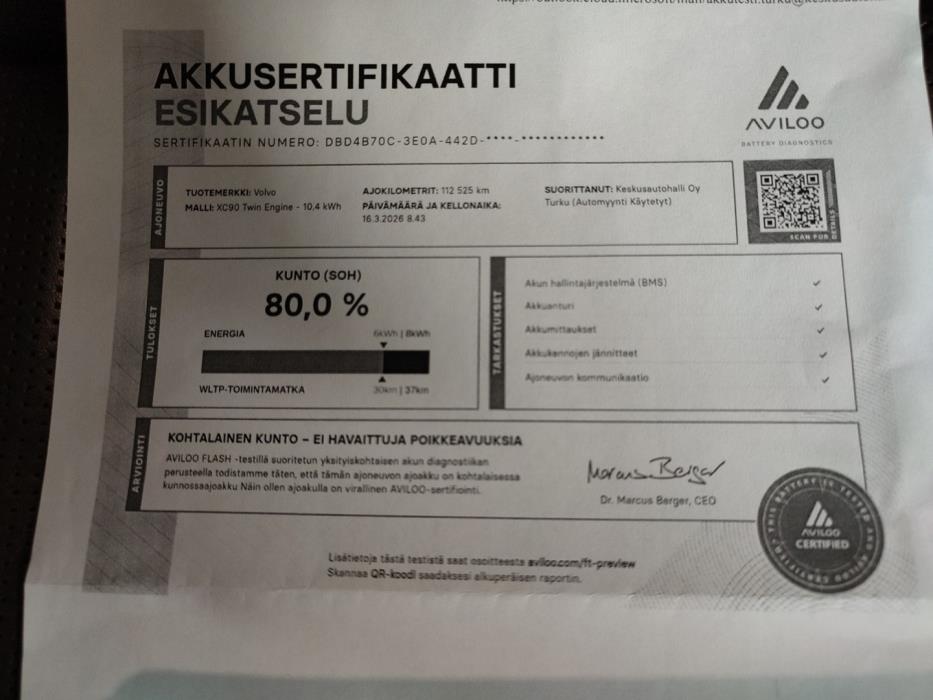 AKKUSERTIFIKAATTI
ESIKATSELU
SERTIFIKAATIN NUMERO: DBD4B70C-3E0A-442D-****-************
AVILOO
BATTERY DIAGNOSTICS
AJONEUVO
TUOTEMERKKI: Volvo
MALLI: XC90 Twin Engine - 10,4 kWh
AJOKILOMETRIT: 112 525 km
PÄIVÄMÄÄRÄ JA KELLONAIKA:
16.3.2026 8.43
SUORITTANUT: Keskusautohalli Oy
Turku (Automyynti Käytetyt)
SCAN FOR DETAILS
TULOKSET
KUNTO (SOH)
80,0 %
ENERGIA
6kWh | 8kWh
WLTP-TOIMINTAMATKA
30km | 37km
TARKASTUKSET
Akun hallintajärjestelmä (BMS) ✓
Akkuanturi ✓
Akkumittaukset ✓
Akkukennojen jännitteet ✓
Ajoneuvon kommunikaatio ✓
ARVIOINTI
KOHTALAINEN KUNTO – EI HAVAITTUJA POIKKEAVUUKSIA
AVILOO FLASH -testillä suoritetun yksityiskohtaisen akun diagnostiikan
perusteella todistamme täten, että tämän ajoneuvon ajoakku on kohtalaisessa
kunnossaajoakku Näin ollen ajoakulla on virallinen AVILOO-sertifiointi.
Marcus Berger
Dr. Marcus Berger, CEO
AVILOO
CERTIFIED
Lisätietoja tästä testistä saat osoitteesta aviloo.com/ft-preview
Skannaa QR-koodi saadaksesi alkuperäisen raportin.